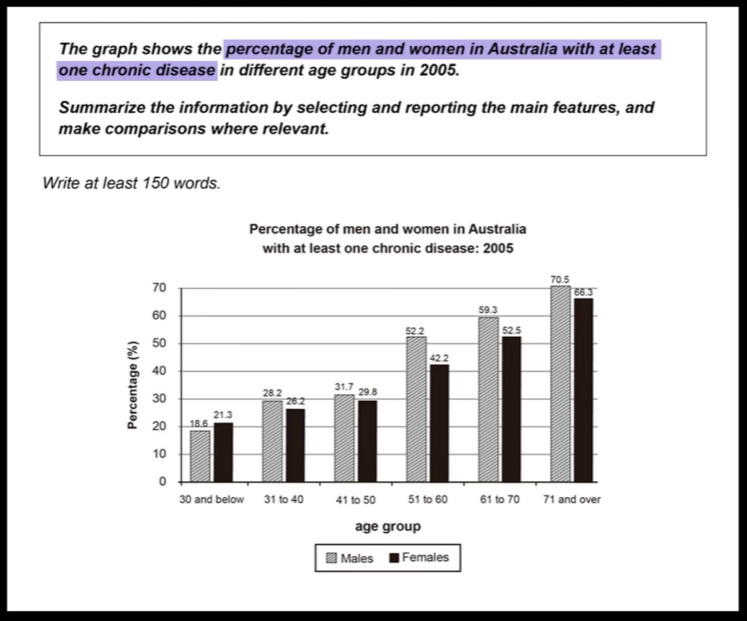 The graph shows the percentage of men and women in Australia with at least
one chronic disease in different age groups in 2005.
Summarize the information by selecting and reporting the main features, and
make comparisons where relevant.
Write at least 150 words.
Percentage of men and women in Australia
with at least one chronic disease: 2005
Percentage (%)
70
60
50
40
30
20
10
0
18.6 21.3
28.2 26.2
31.7 29.8
52.2 42.2
59.3 52.5
70.5 66.3
30 and below 31 to 40 41 to 50 51 to 60 61 to 70 71 and over
age group
Males Females